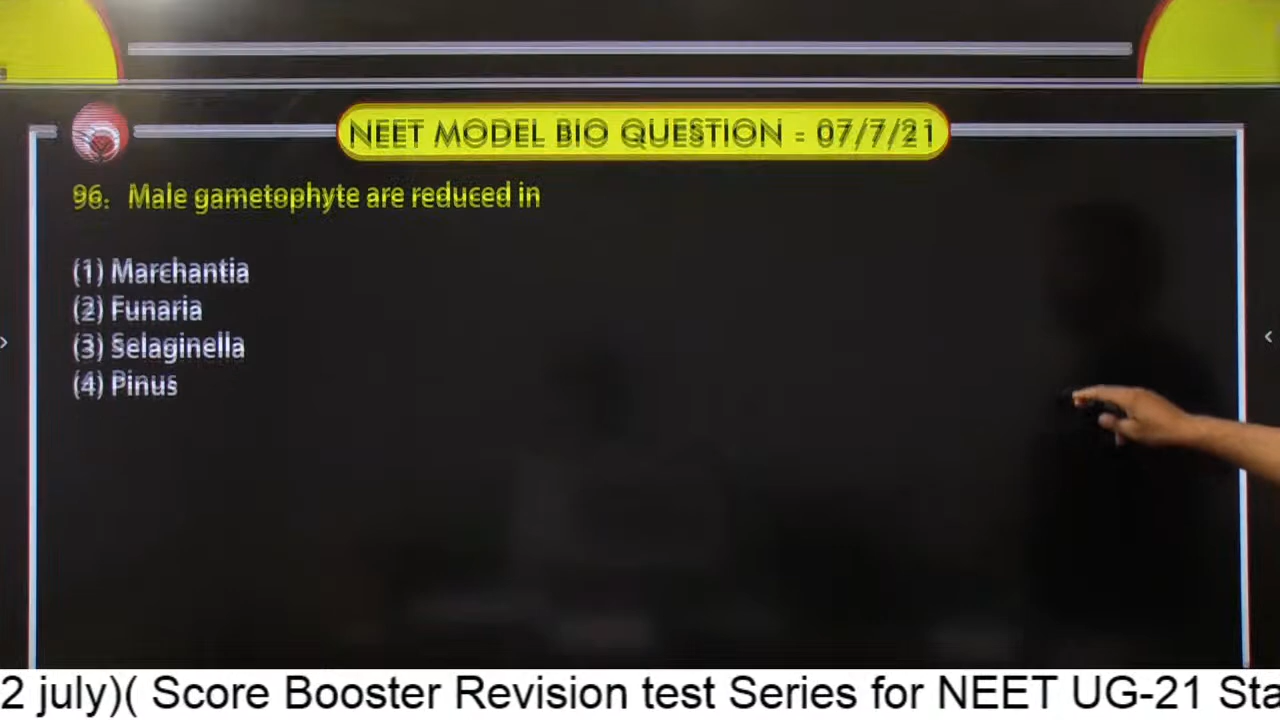 NEET MODEL BIO QUESTION - 07/7/21
96. Male gametophyte are reduced in
(1) Marchantia
(2) Funaria
(3) Selaginella
(4) Pinus
2 july)( Score Booster Revision test Series for NEET UG-21 Sta